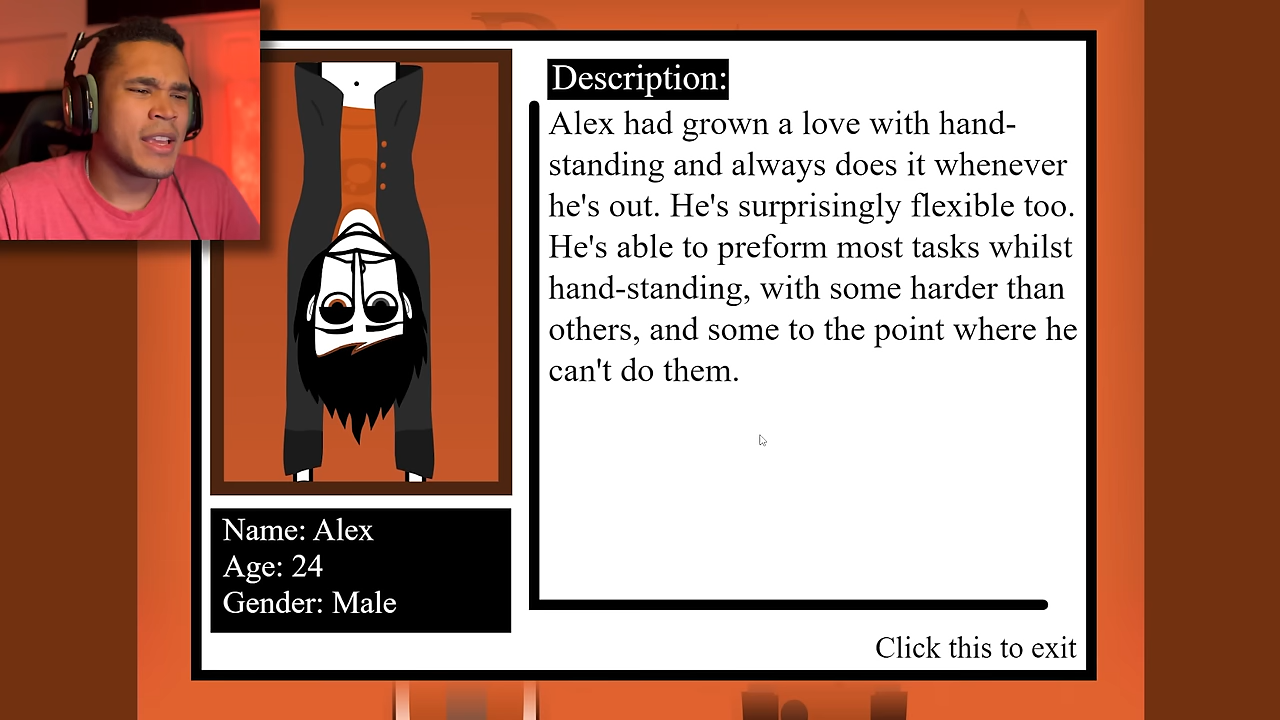 Description:
Alex had grown a love with hand-
standing and always does it whenever
he's out. He's surprisingly flexible too.
He's able to preform most tasks whilst
hand-standing, with some harder than
others, and some to the point where he
can't do them.
Name: Alex
Age: 24
Gender: Male
Click this to exit